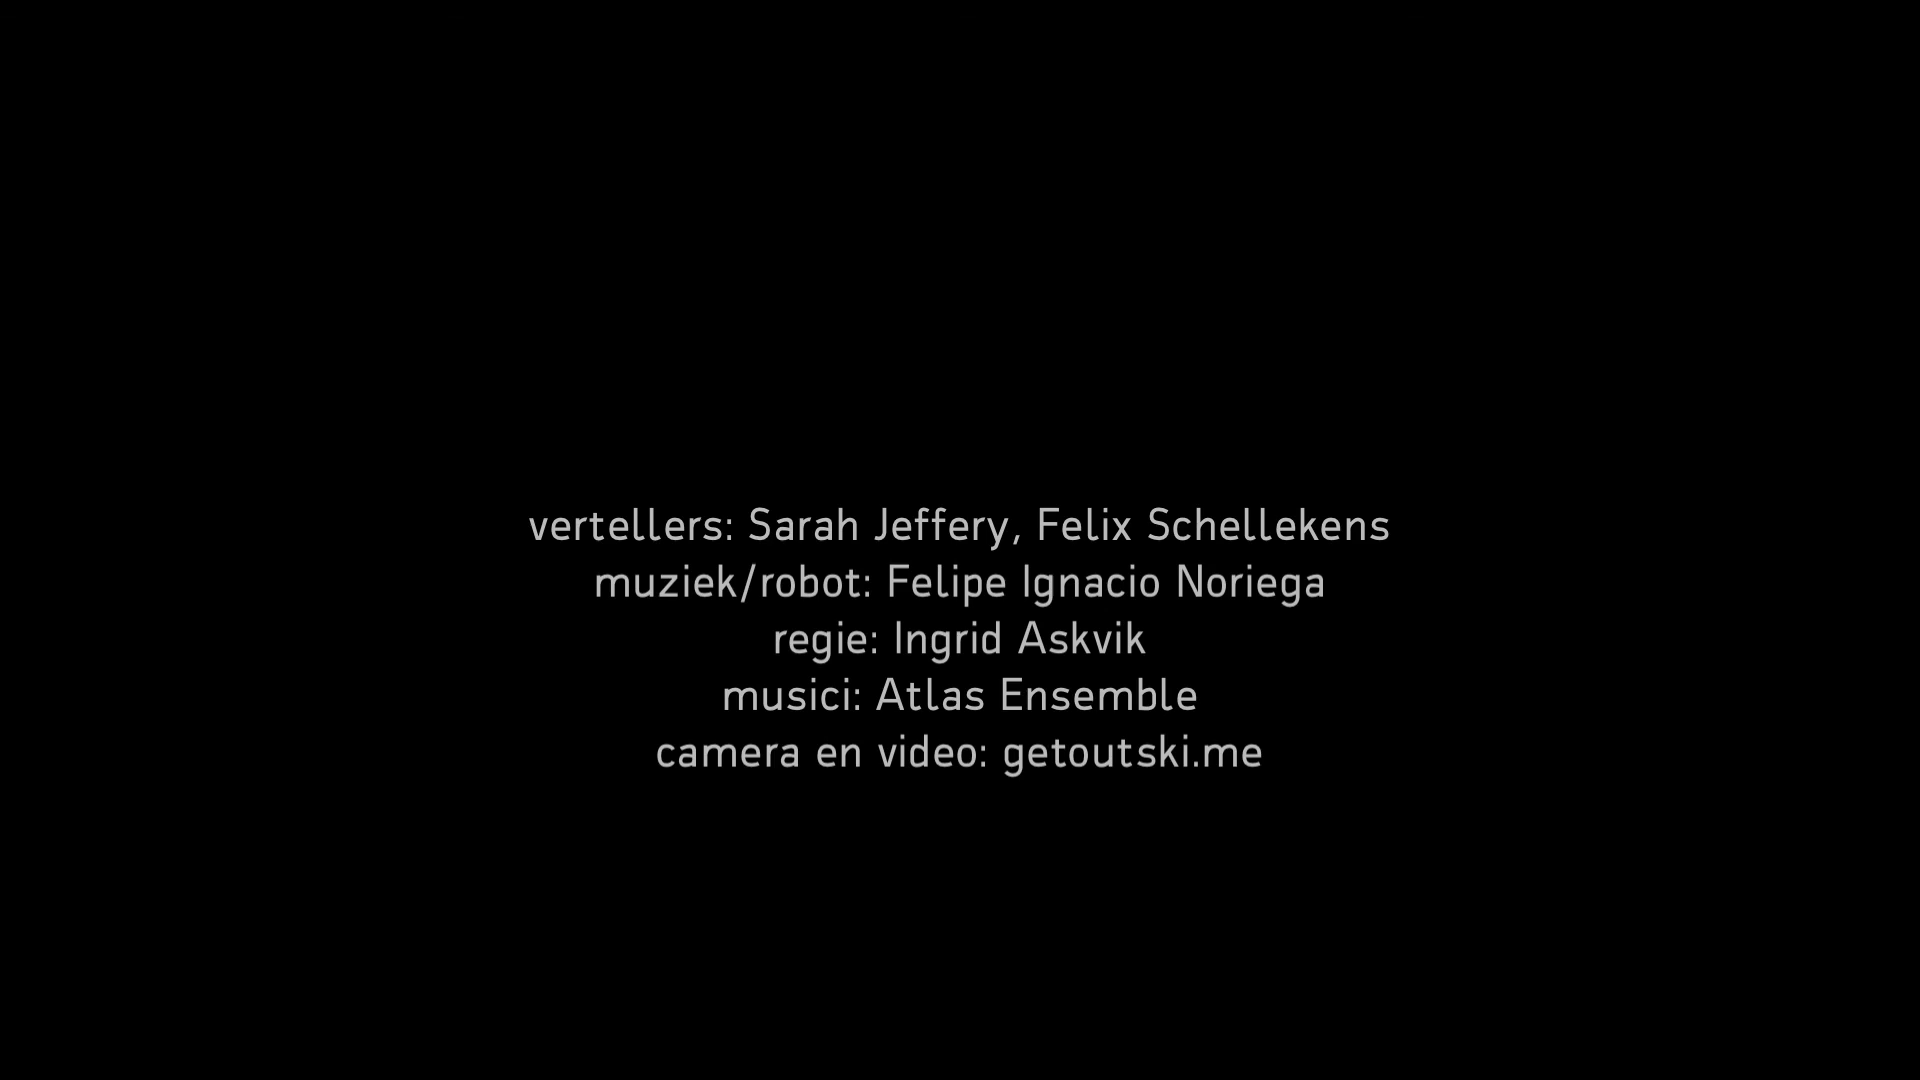 vertellers: Sarah Jeffery, Felix Schellekens
muziek/robot: Felipe Ignacio Noriega
regie: Ingrid Askvik
musici: Atlas Ensemble
camera en video: getoutski.me